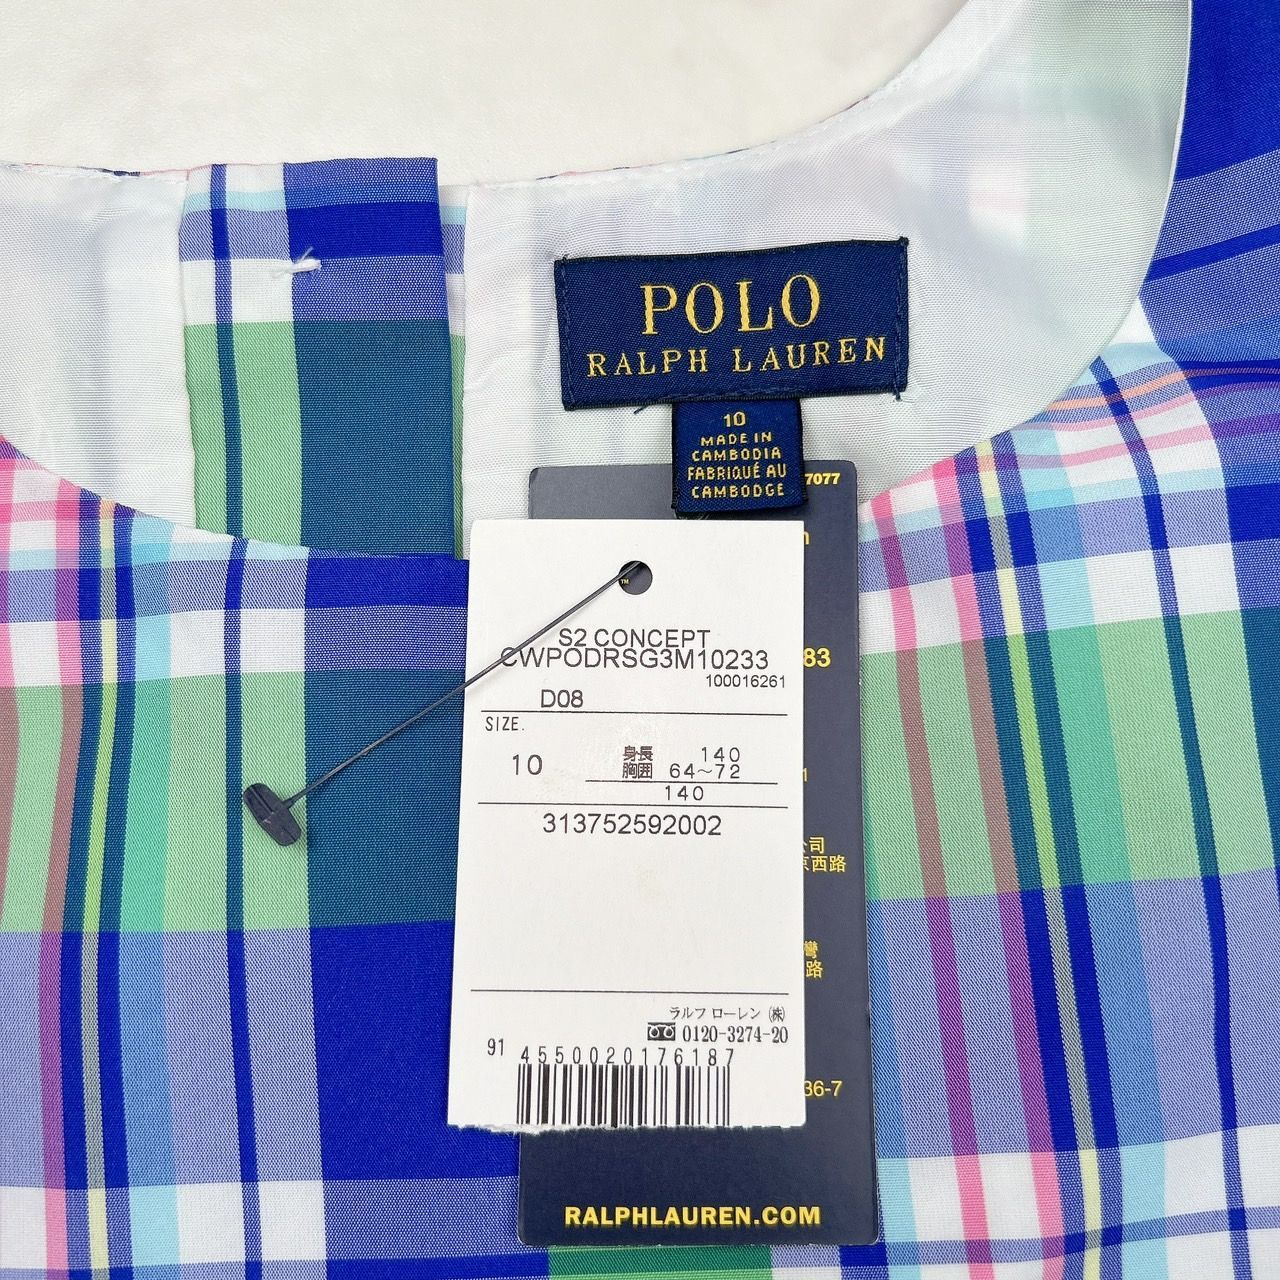 POLO
RALPH LAUREN
10
MADE IN
CAMBODIA
FABRIQUÉ AU
CAMBODGE
7077
TM
S2 CONCEPT
CWPODRSG3M10233
100016261
83
D08
SIZE.
10
身長 140
胸囲 64~72
140
313752592002
公司
京西路
灣
路
ラルフ ローレン (株)
0120-3274-20
91 4550020176187
36-7
RALPHLAUREN.COM